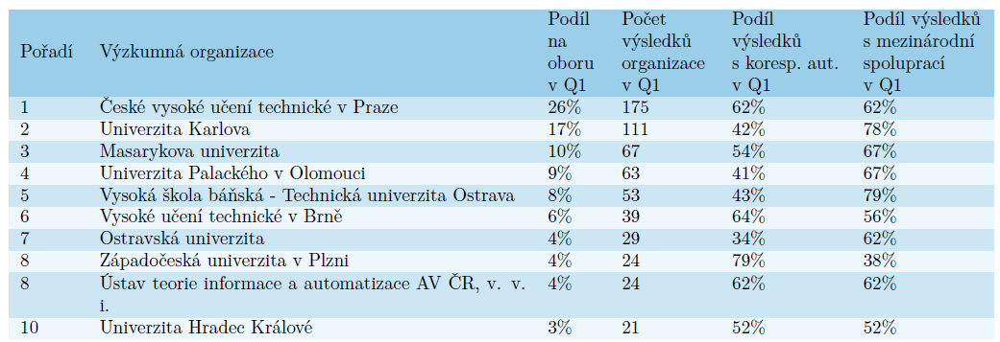 Pořadí Výzkumná organizace Podíl na oboru v Q1 Počet výsledků organizace v Q1 Podíl výsledků s koresp. aut. v Q1 Podíl výsledků s mezinárodní spoluprací v Q1
1 České vysoké učení technické v Praze 26% 175 62% 62%
2 Univerzita Karlova 17% 111 42% 78%
3 Masarykova univerzita 10% 67 54% 67%
4 Univerzita Palackého v Olomouci 9% 63 41% 67%
5 Vysoká škola báňská - Technická univerzita Ostrava 8% 53 43% 79%
6 Vysoké učení technické v Brně 6% 39 64% 56%
7 Ostravská univerzita 4% 29 34% 62%
8 Západočeská univerzita v Plzni 4% 24 79% 38%
8 Ústav teorie informace a automatizace AV ČR, v. v. 4% 24 62% 62%
i.
10 Univerzita Hradec Králové 3% 21 52% 52%